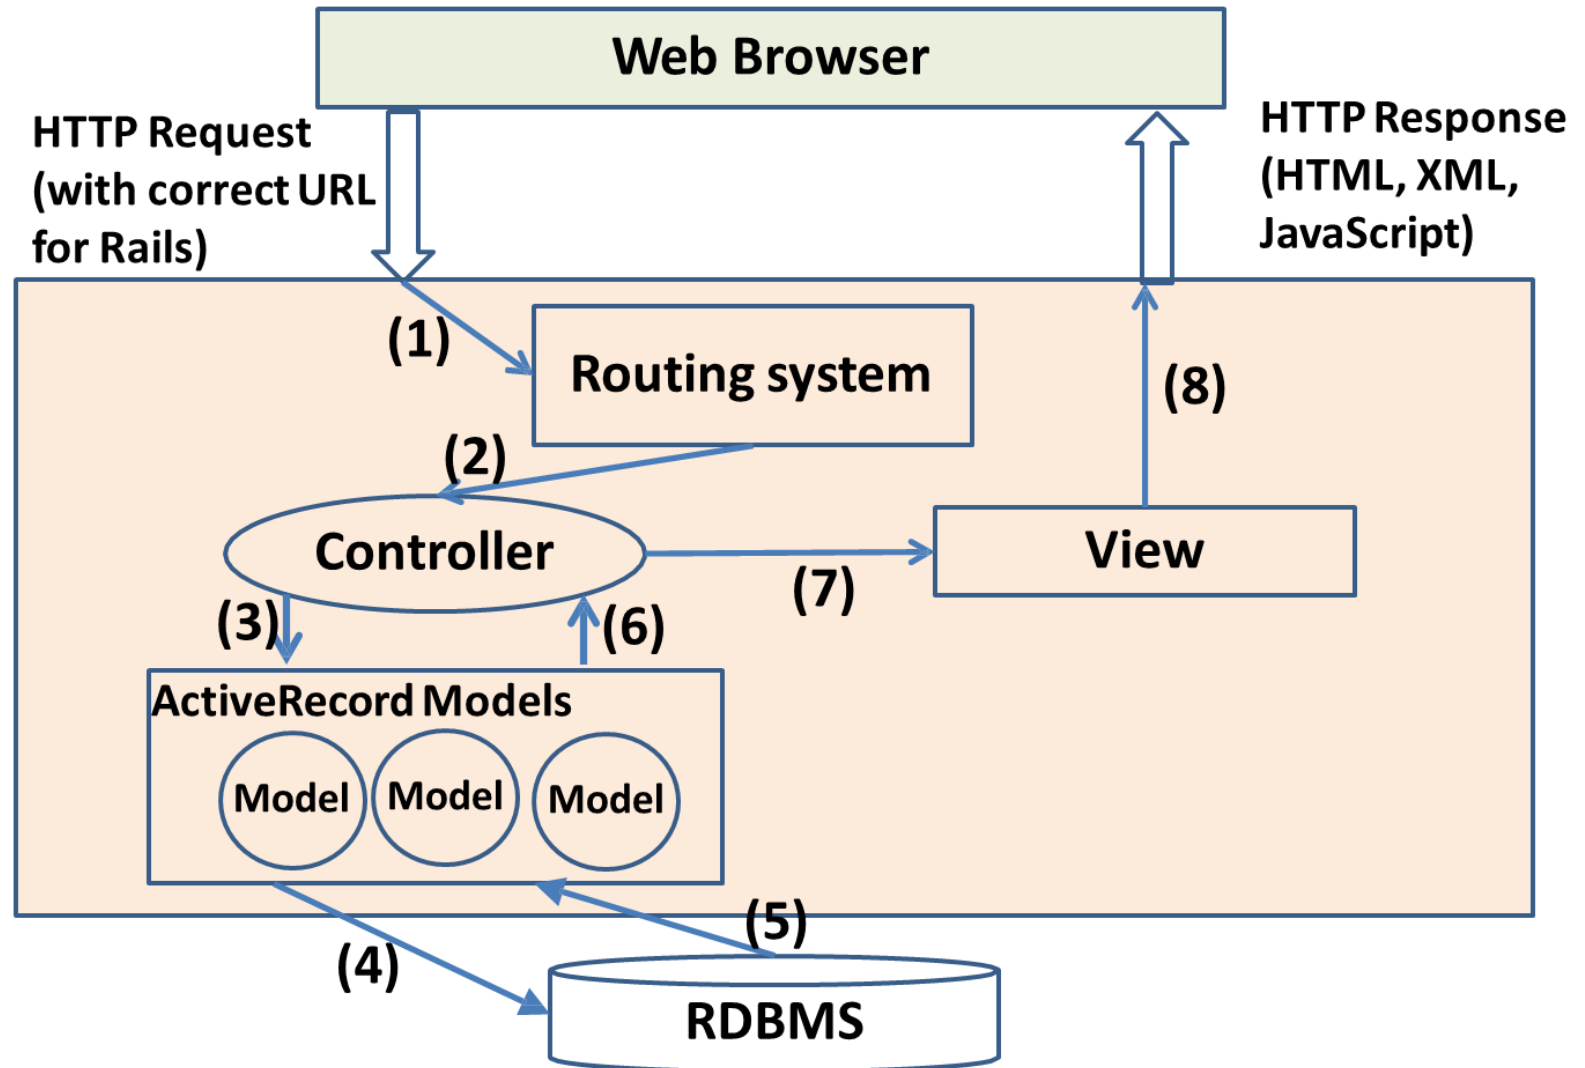 Web Browser
HTTP Request
(with correct URL
for Rails)
HTTP Response
(HTML, XML,
JavaScript)
(1)
Routing system
(8)
(2)
Controller
View
(7)
(3)
(6)
ActiveRecord Models
Model
Model
Model
(5)
(4)
RDBMS